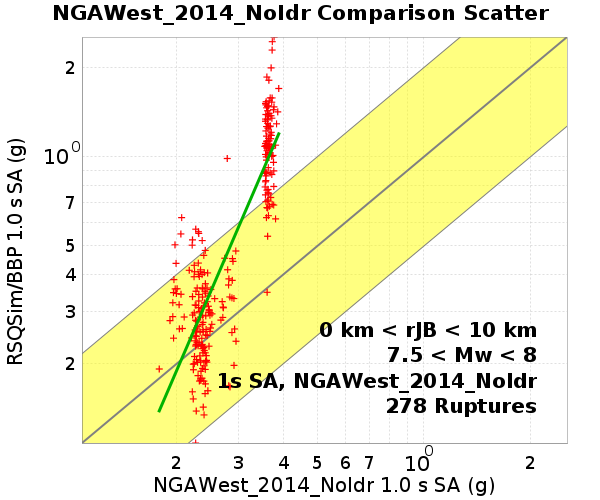 NGAWest_2014_NoIdr Comparison Scatter
RSQSim/BBP 1.0 s SA (g)
2
10^0
7
5
4
3
2
0 km < rJB < 10 km
7.5 < Mw < 8
1s SA, NGAWest_2014_NoIdr
278 Ruptures
2 3 4 5 6 7 10^0 2
NGAWest_2014_NoIdr 1.0 s SA (g)